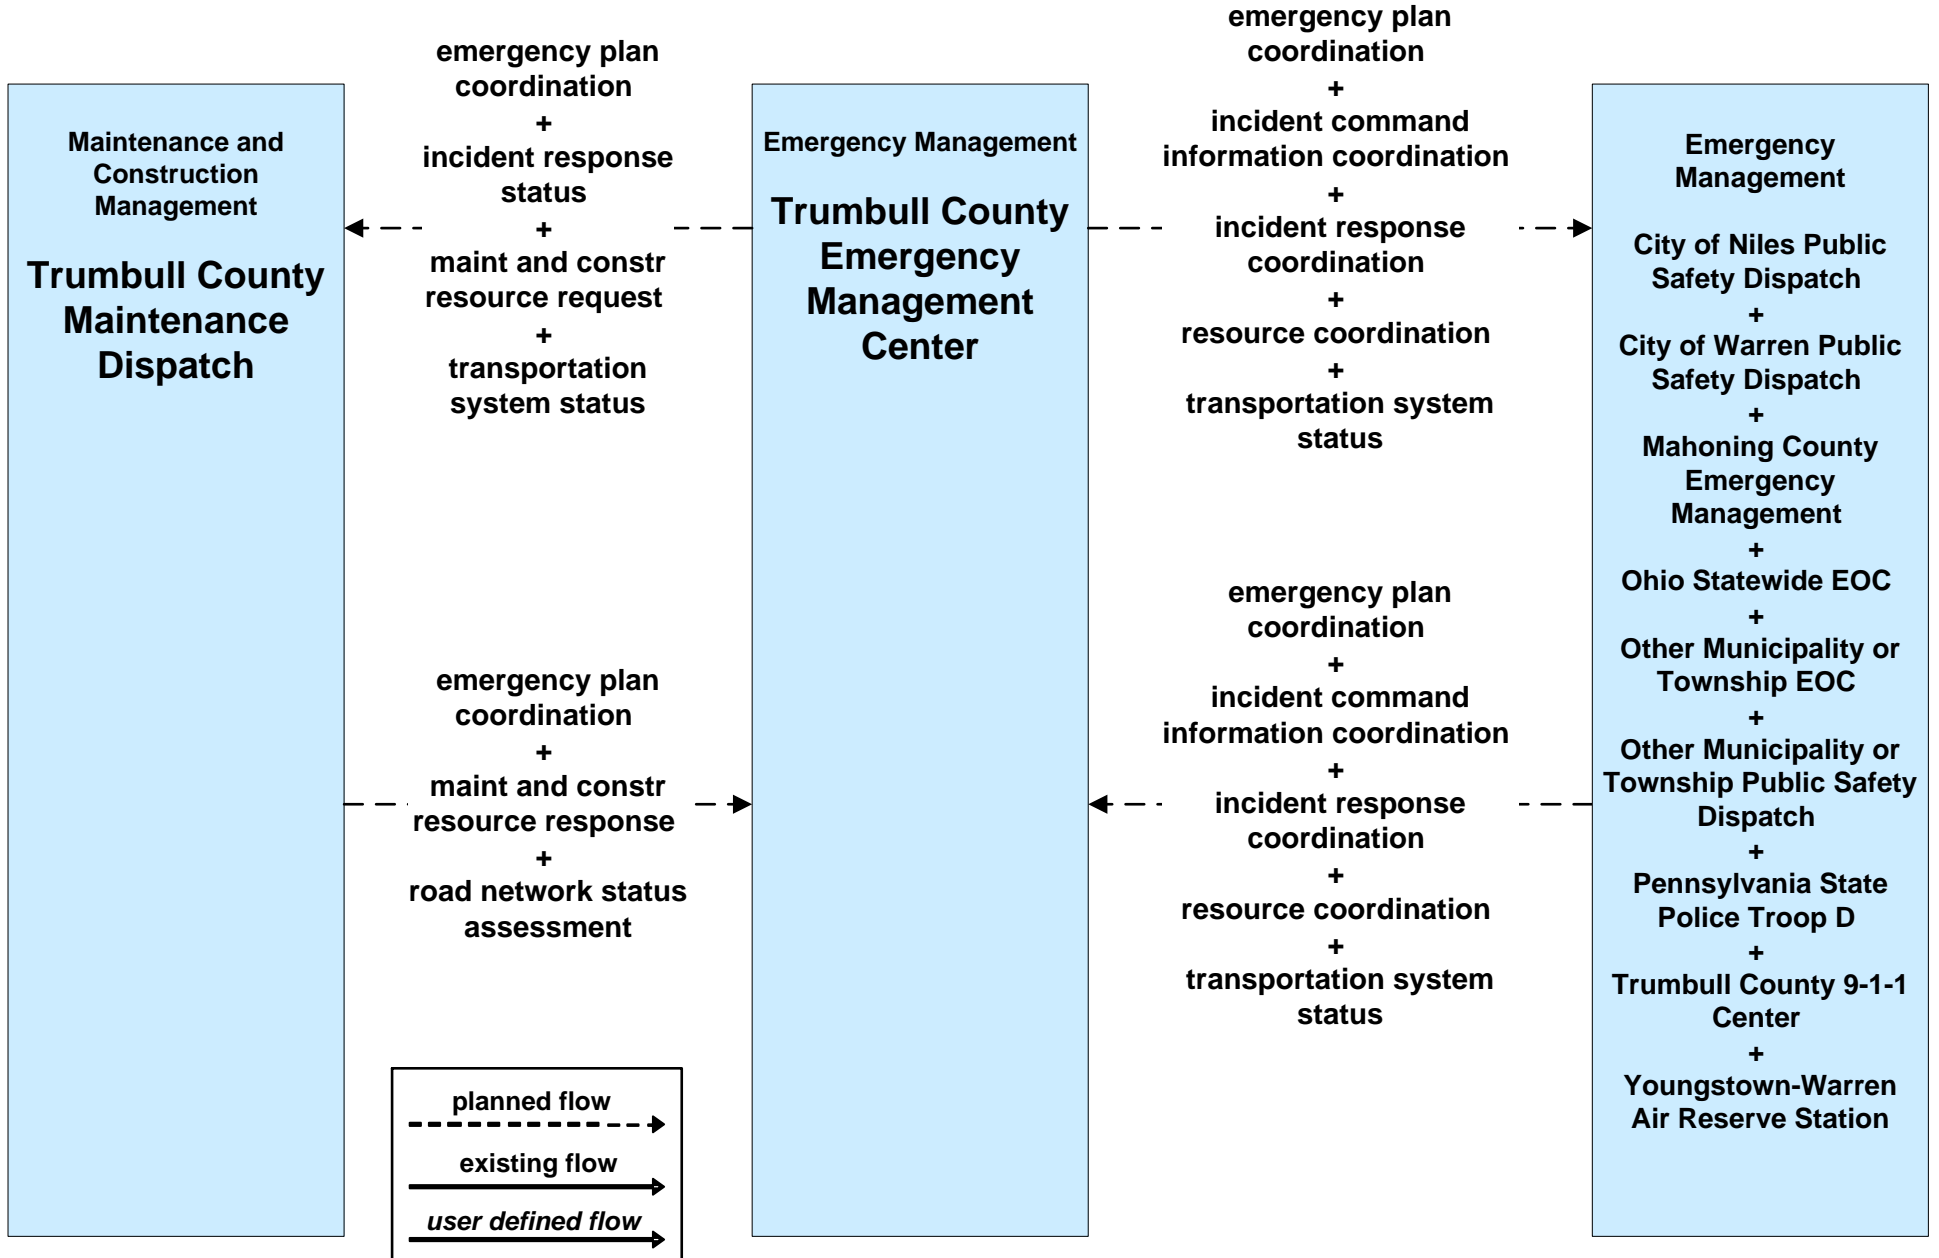 Maintenance and
Construction
Management
Trumbull County
Maintenance
Dispatch
emergency plan
coordination
+
incident response
status
+
maint and constr
resource request
+
transportation
system status
emergency plan
coordination
+
maint and constr
resource response
+
road network status
assessment
Emergency Management
Trumbull County
Emergency
Management
Center
emergency plan
coordination
+
incident command
information coordination
+
incident response
coordination
+
resource coordination
+
transportation system
status
emergency plan
coordination
+
incident command
information coordination
+
incident response
coordination
+
resource coordination
+
transportation system
status
Emergency
Management
City of Niles Public
Safety Dispatch
+
City of Warren Public
Safety Dispatch
+
Mahoning County
Emergency
Management
+
Ohio Statewide EOC
+
Other Municipality or
Township EOC
+
Other Municipality or
Township Public Safety
Dispatch
+
Pennsylvania State
Police Troop D
+
Trumbull County 9-1-1
Center
+
Youngstown-Warren
Air Reserve Station
planned flow
existing flow
user defined flow